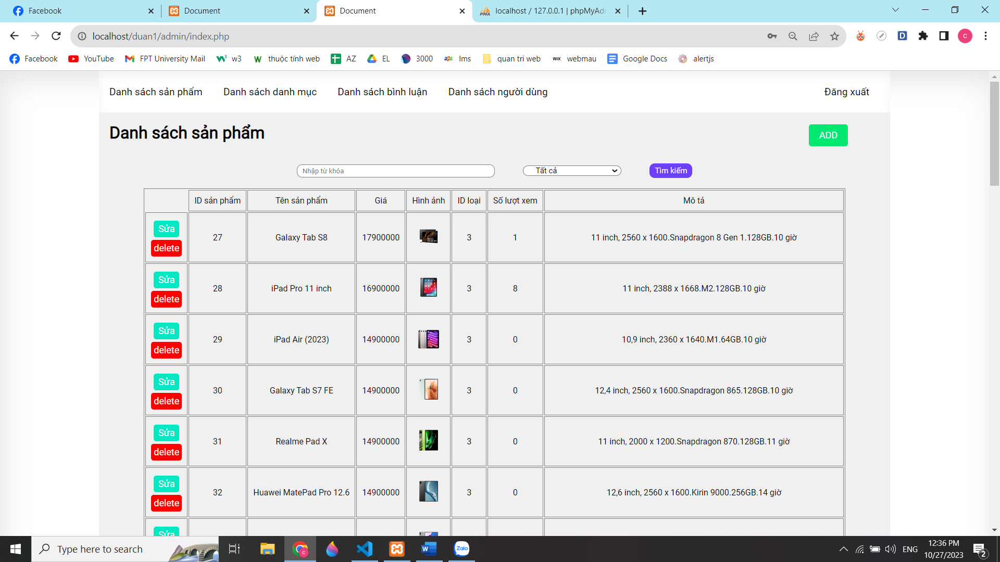 Facebook
Document
Document
localhost / 127.0.0.1 | phpMyAdm
localhost/duan1/admin/index.php
Facebook YouTube FPT University Mail w3 thuộc tính web AZ EL 3000 lms quan tri web webmau Google Docs alertjs
Danh sách sản phẩm Danh sách danh mục Danh sách bình luận Danh sách người dùng Đăng xuất
Danh sách sản phẩm ADD
Nhập từ khóa Tất cả Tìm kiếm
ID sản phẩm Tên sản phẩm Giá Hình ảnh ID loại Số lượt xem Mô tả
Sửa
delete
27 Galaxy Tab S8 17900000 3 1 11 inch, 2560 x 1600.Snapdragon 8 Gen 1.128GB.10 giờ
Sửa
delete
28 iPad Pro 11 inch 16900000 3 8 11 inch, 2388 x 1668.M2.128GB.10 giờ
Sửa
delete
29 iPad Air (2023) 14900000 3 0 10,9 inch, 2360 x 1640.M1.64GB.10 giờ
Sửa
delete
30 Galaxy Tab S7 FE 14900000 3 0 12,4 inch, 2560 x 1600.Snapdragon 865.128GB.10 giờ
Sửa
delete
31 Realme Pad X 14900000 3 0 11 inch, 2000 x 1200.Snapdragon 870.128GB.11 giờ
Sửa
delete
32 Huawei MatePad Pro 12.6 14900000 3 0 12,6 inch, 2560 x 1600.Kirin 9000.256GB.14 giờ
Sửa
Type here to search
Zalo
ENG
12:36 PM
10/27/2023
2